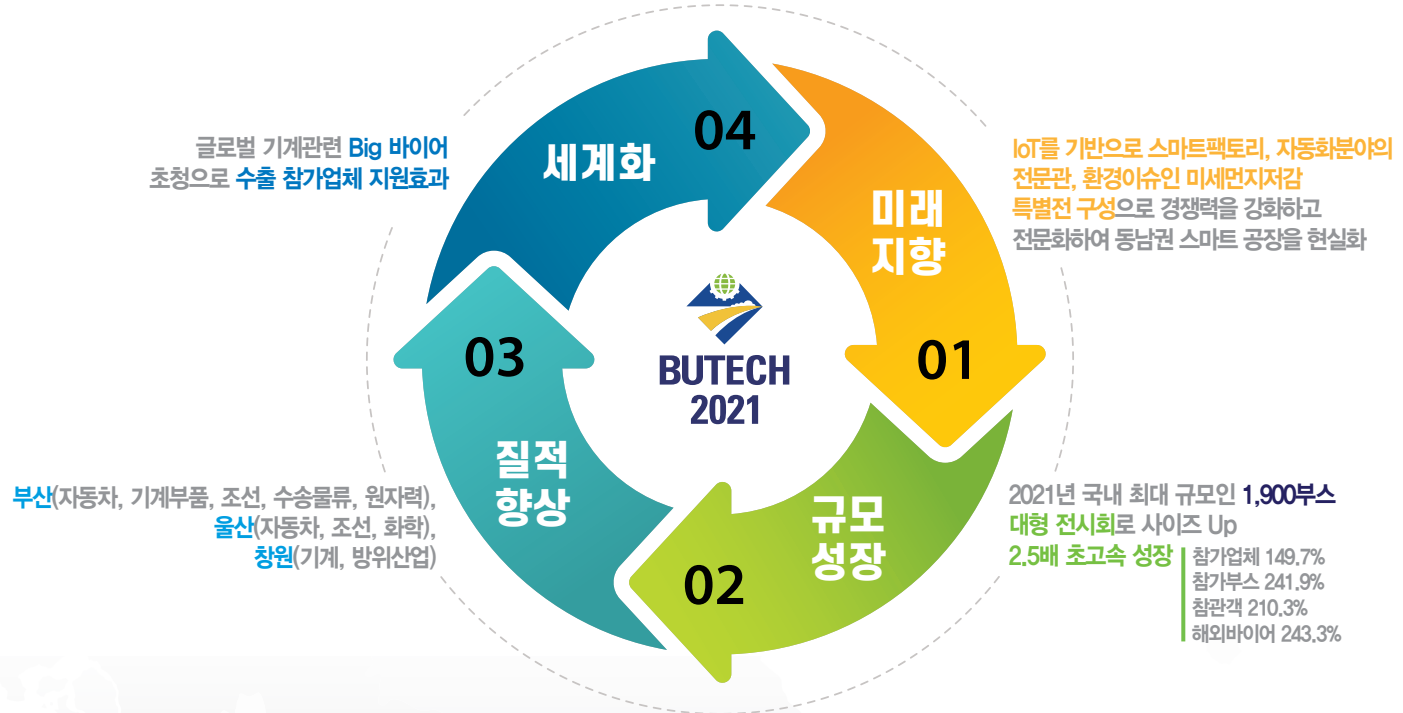 04
세계화
글로벌 기계관련 Big 바이어
초청으로 수출 참가업체 지원효과
미래
지향
01
IoT를 기반으로 스마트팩토리, 자동화분야의
전문관, 환경이슈인 미세먼지저감
특별전 구성으로 경쟁력을 강화하고
전문화하여 동남권 스마트 공장을 현실화
BUTECH
2021
03
질적
향상
부산(자동차, 기계부품, 조선, 수송물류, 원자력),
울산(자동차, 조선, 화학),
창원(기계, 방위산업)
규모
성장
02
2021년 국내 최대 규모인 1,900부스
대형 전시회로 사이즈 Up
2.5배 초고속 성장
참가업체 149.7%
참가부스 241.9%
참관객 210.3%
해외바이어 243.3%